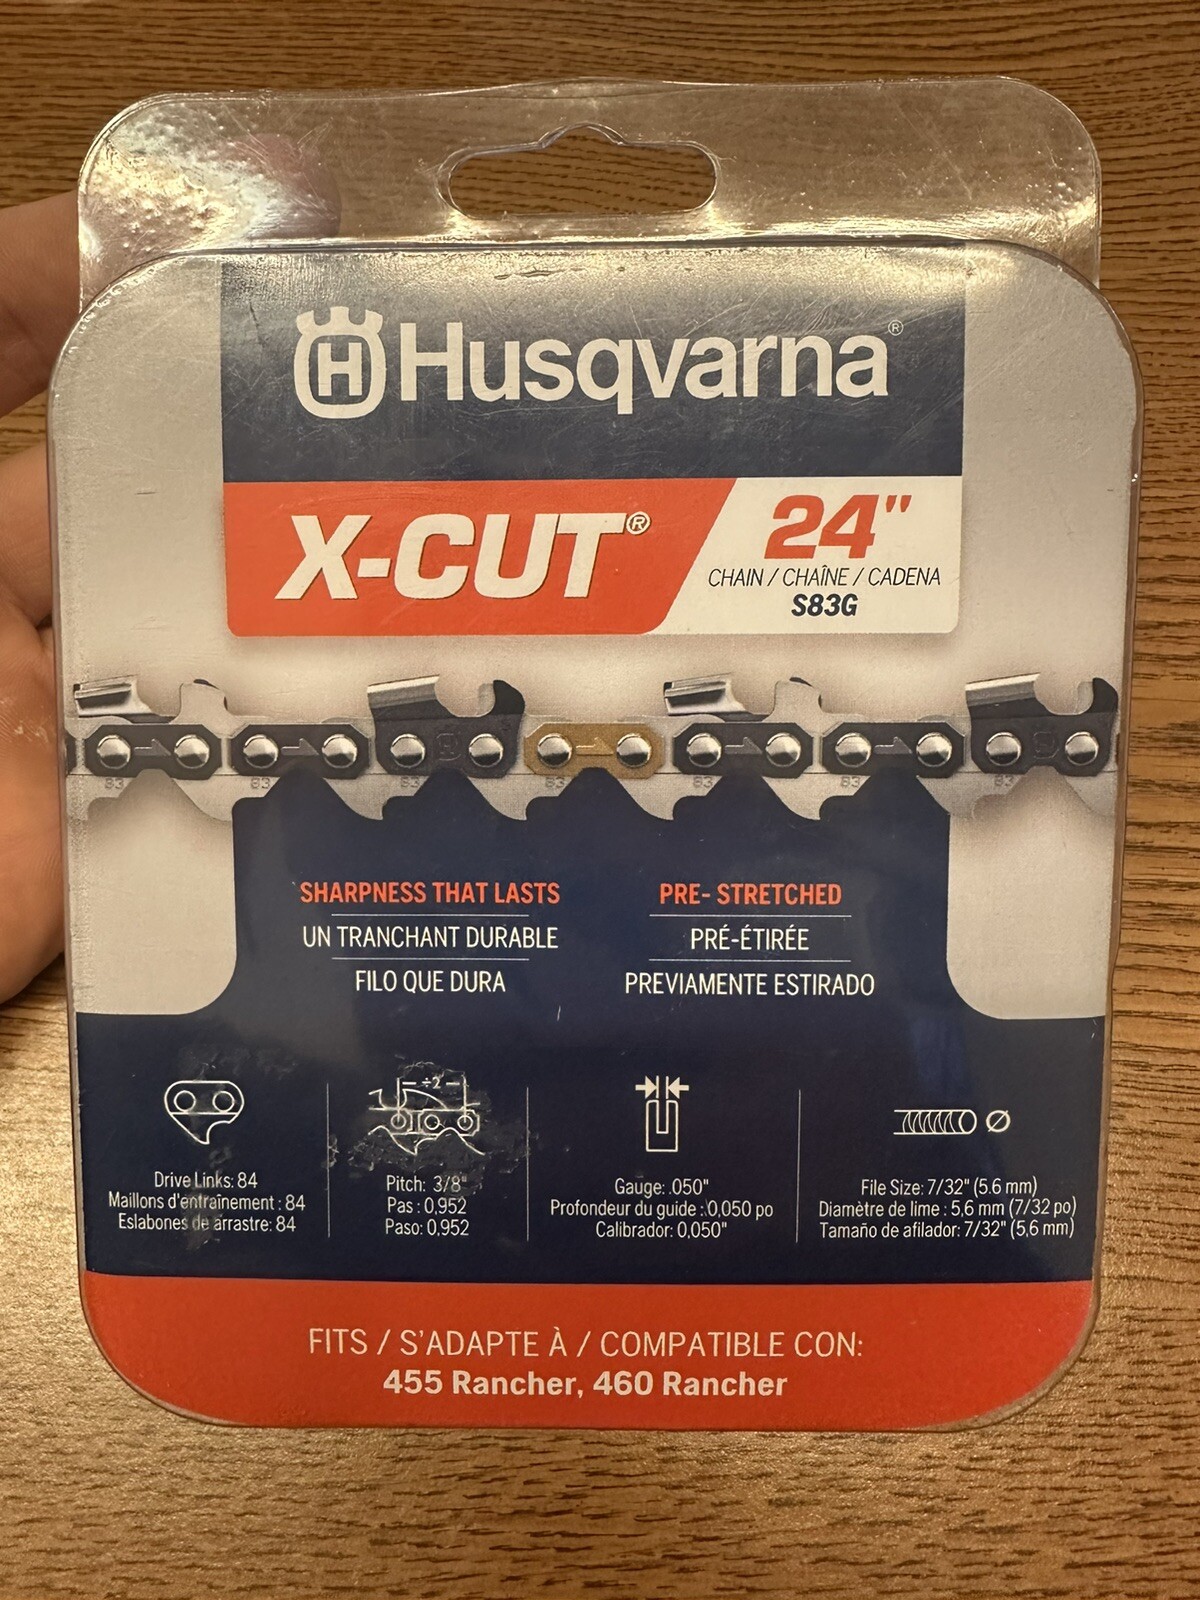 Husqvarna®
X-CUT®
24"
CHAIN / CHAÎNE / CADENA
S83G
83 83 83 83 83
SHARPNESS THAT LASTS
UN TRANCHANT DURABLE
FILO QUE DURA
PRE- STRETCHED
PRÉ-ÉTIRÉE
PREVIAMENTE ESTIRADO
÷2
Drive Links: 84
Maillons d'entraînement : 84
Eslabones de arrastre: 84
Pitch: 3/8"
Pas : 0,952
Paso: 0,952
Gauge: .050"
Profondeur du guide : 0,050 po
Calibrador: 0,050"
File Size: 7/32" (5.6 mm)
Diamètre de lime : 5,6 mm (7/32 po)
Tamaño de afilador: 7/32" (5,6 mm)
FITS / S'ADAPTE À / COMPATIBLE CON:
455 Rancher, 460 Rancher